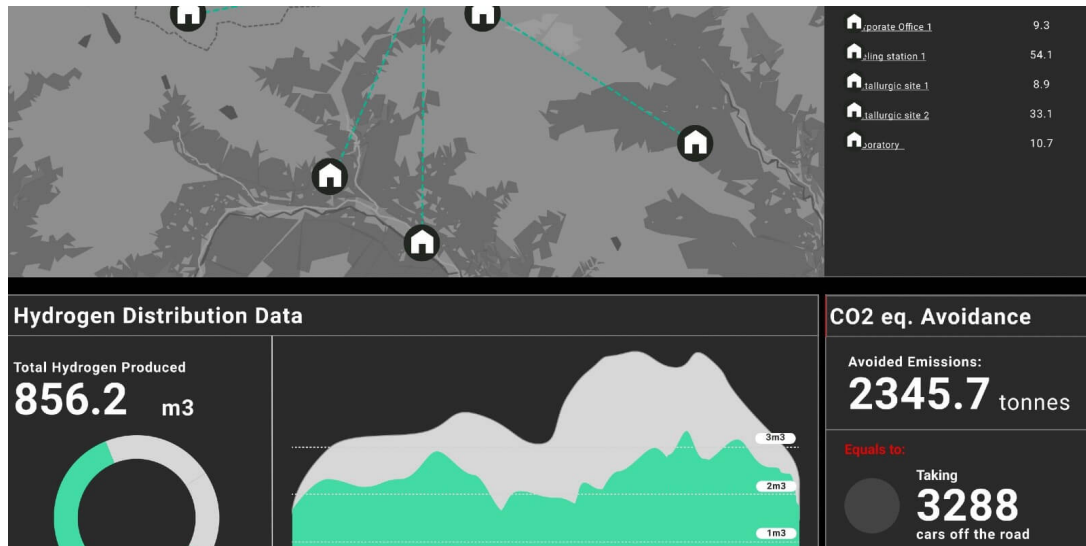 porate Office 1 9.3
eling station 1 54.1
tallurgic site 1 8.9
tallurgic site 2 33.1
oratory 10.7
Hydrogen Distribution Data
CO2 eq. Avoidance
Total Hydrogen Produced
856.2 m3
3m3
2m3
1m3
Avoided Emissions:
2345.7 tonnes
Equals to:
Taking
3288
cars off the road